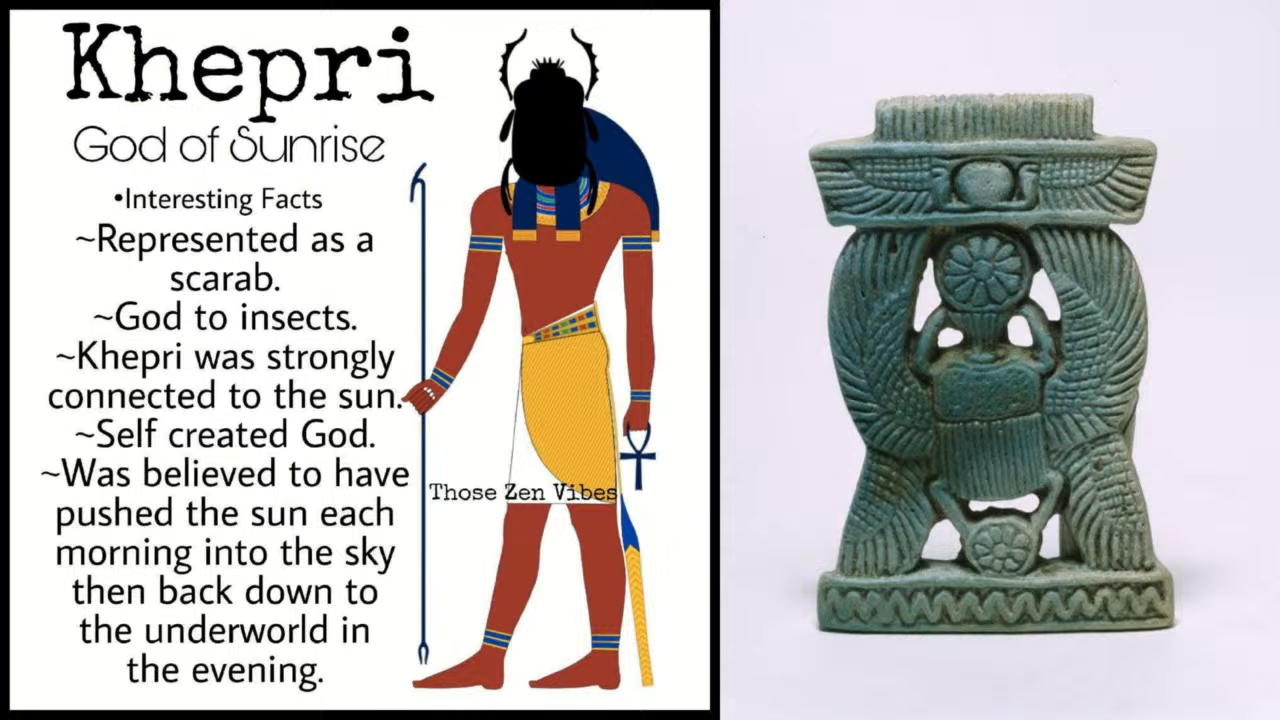 Khepri
God of Sunrise
•Interesting Facts
~Represented as a
scarab.
~God to insects.
~Khepri was strongly
connected to the sun.
~Self created God.
~Was believed to have
pushed the sun each
morning into the sky
then back down to
the underworld in
the evening.
Those Zen Vibes